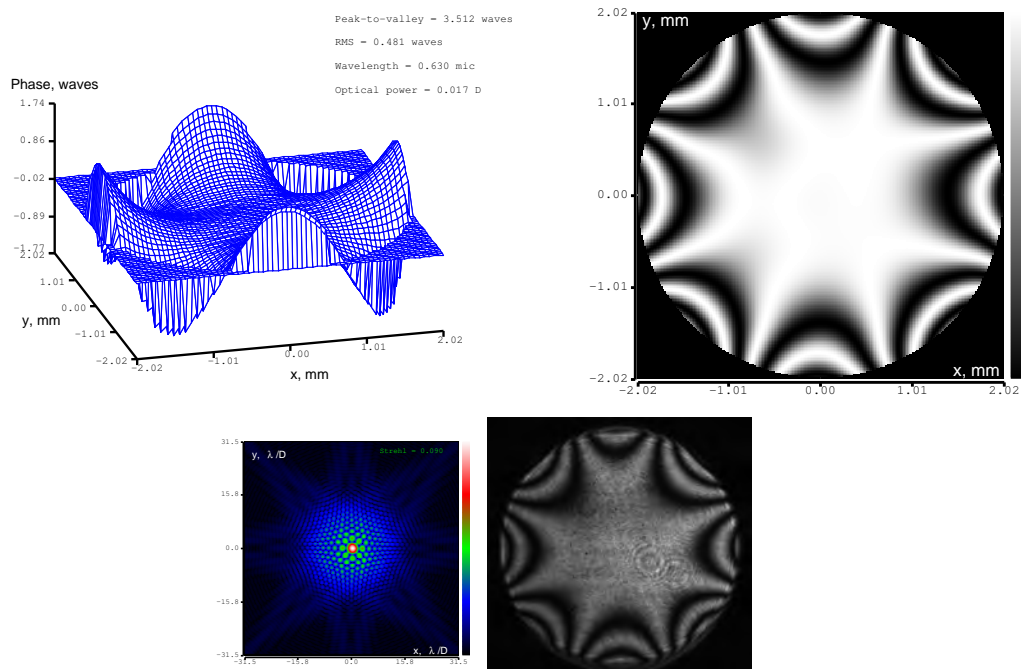 Peak-to-valley = 3.512 waves
RMS = 0.481 waves
Wavelength = 0.630 mic
Optical power = 0.017 D
Phase, waves
1.74
0.86
-0.02
-0.89
-1.77
2.02
1.01
0.00
-1.01
-2.02
y, mm
-2.02
-1.01
0.00
1.01
2.02
x, mm
2.02
y, mm
1.01
0.00
-1.01
-2.02
x, mm
-2.02
-1.01
0.00
1.01
2.02
31.5
y, λ/D
Strehl = 0.090
15.8
0.0
-15.8
-31.5
x, λ/D
-31.5
-15.8
0.0
15.8
31.5